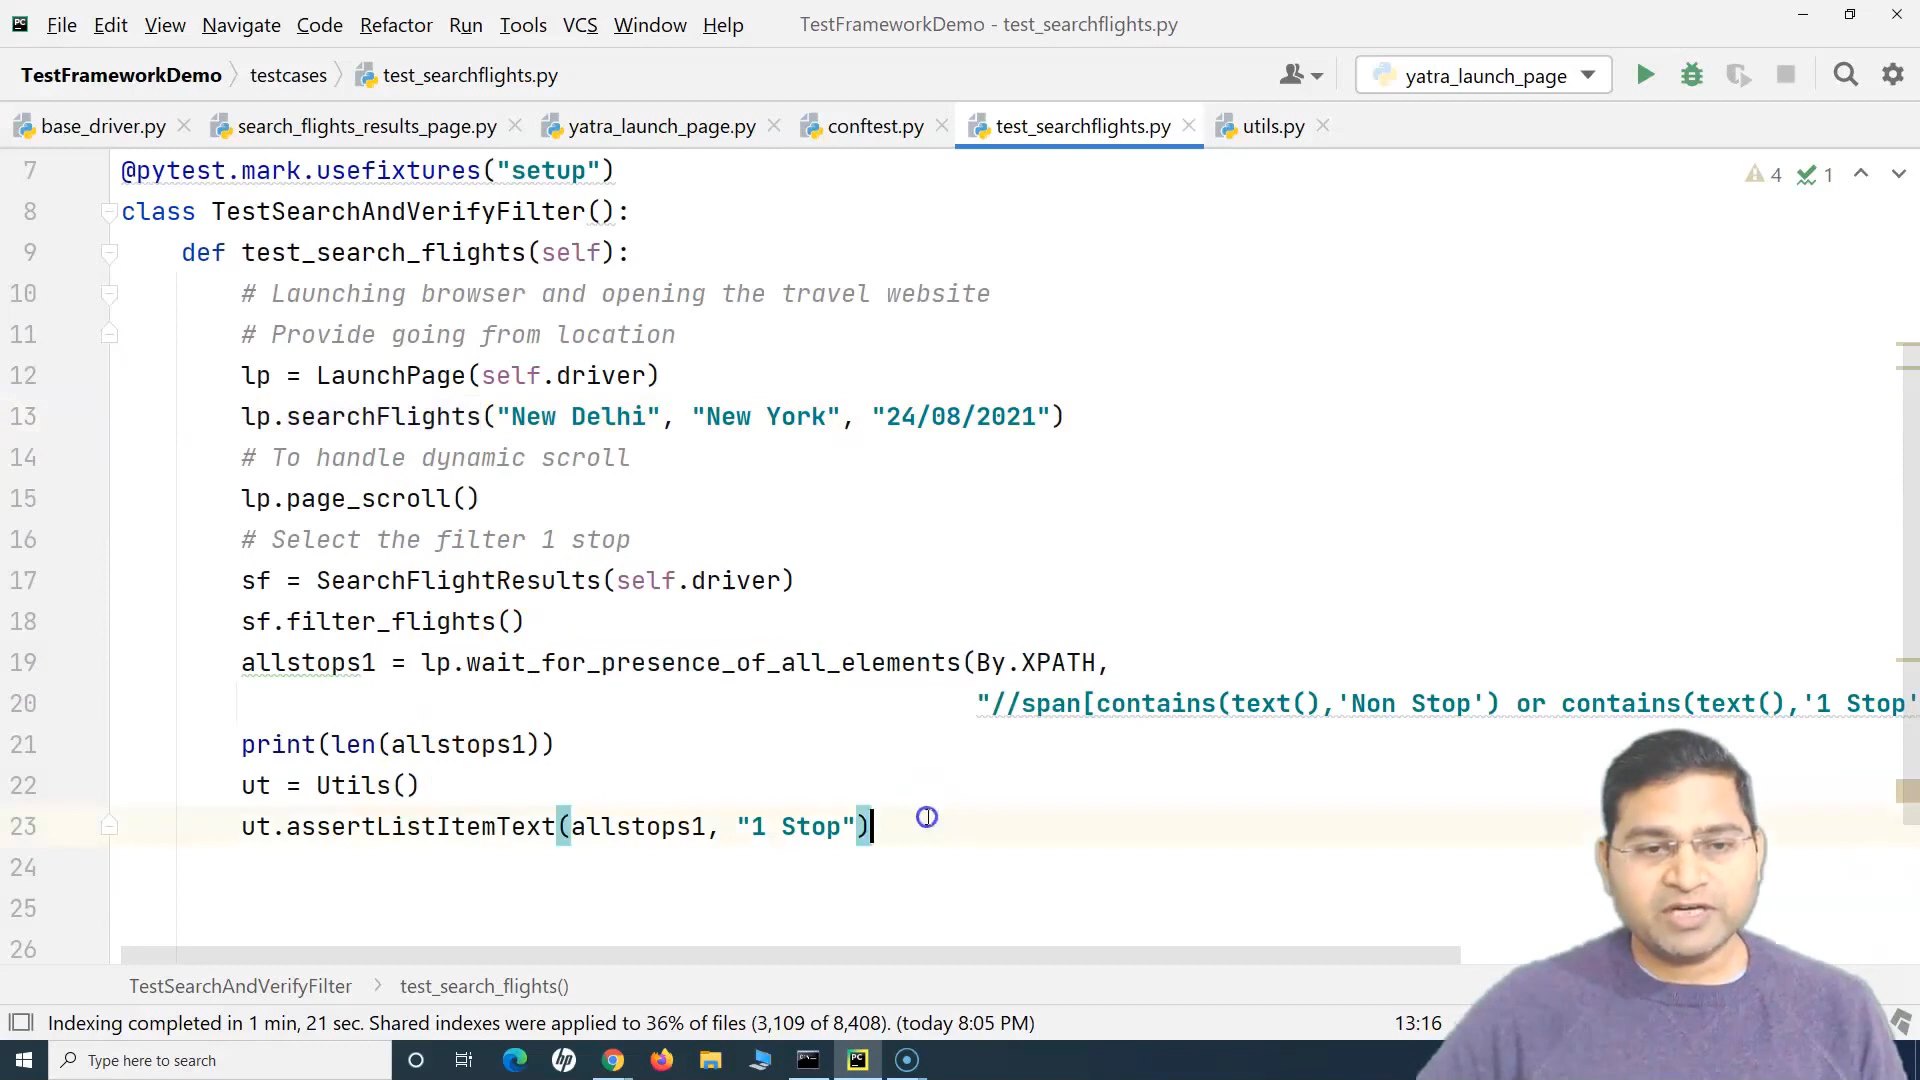 File Edit View Navigate Code Refactor Run Tools VCS Window Help TestFrameworkDemo - test_searchflights.py
TestFrameworkDemo testcases test_searchflights.py yatra_launch_page
base_driver.py search_flights_results_page.py yatra_launch_page.py conftest.py test_searchflights.py utils.py
7 @pytest.mark.usefixtures("setup") 4 1
8 class TestSearchAndVerifyFilter():
9 def test_search_flights(self):
10 # Launching browser and opening the travel website
11 # Provide going from location
12 lp = LaunchPage(self.driver)
13 lp.searchFlights("New Delhi", "New York", "24/08/2021")
14 # To handle dynamic scroll
15 lp.page_scroll()
16 # Select the filter 1 stop
17 sf = SearchFlightResults(self.driver)
18 sf.filter_flights()
19 allstops1 = lp.wait_for_presence_of_all_elements(By.XPATH,
20 "//span[contains(text(),'Non Stop') or contains(text(),'1 Stop'
21 print(len(allstops1))
22 ut = Utils()
23 ut.assertListItemText(allstops1, "1 Stop")
24
25
26
TestSearchAndVerifyFilter test_search_flights()
Indexing completed in 1 min, 21 sec. Shared indexes were applied to 36% of files (3,109 of 8,408). (today 8:05 PM) 13:16
Type here to search hp PC